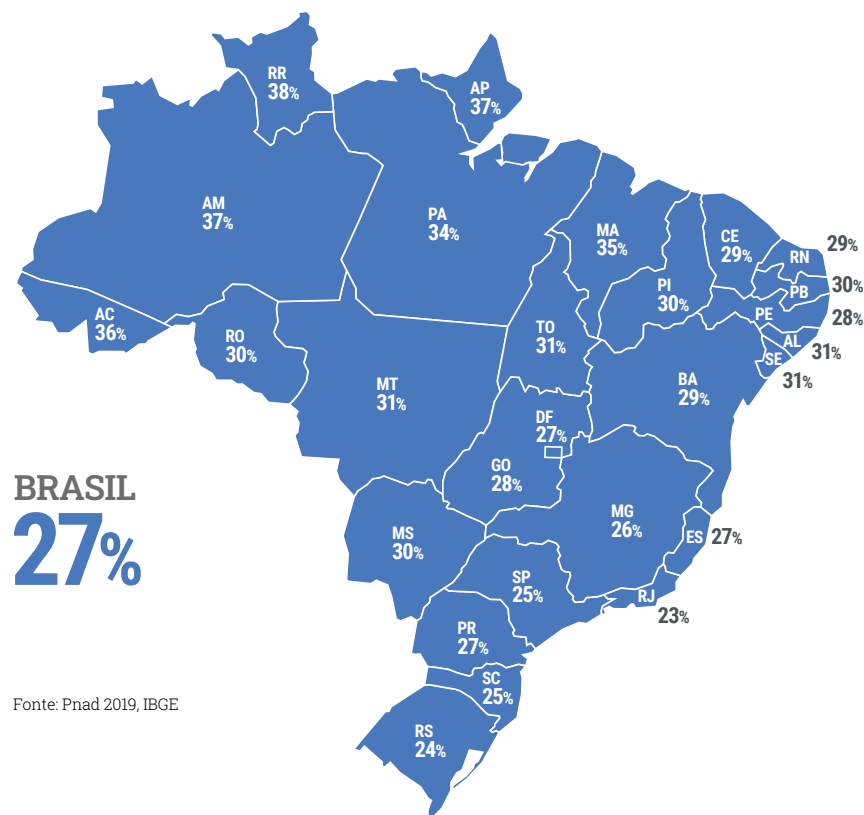 RR
38%
AP
37%
AM
37%
PA
34%
MA
35%
CE
29%
RN
29%
PI
30%
PB
30%
PE
28%
AL
31%
SE
31%
AC
36%
RO
30%
TO
31%
MT
31%
BA
29%
DF
27%
GO
28%
BRASIL
27%
MS
30%
MG
26%
ES
27%
SP
25%
RJ
23%
PR
27%
SC
25%
RS
24%
Fonte: Pnad 2019, IBGE